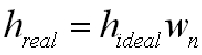 h_real = h_ideal w_n